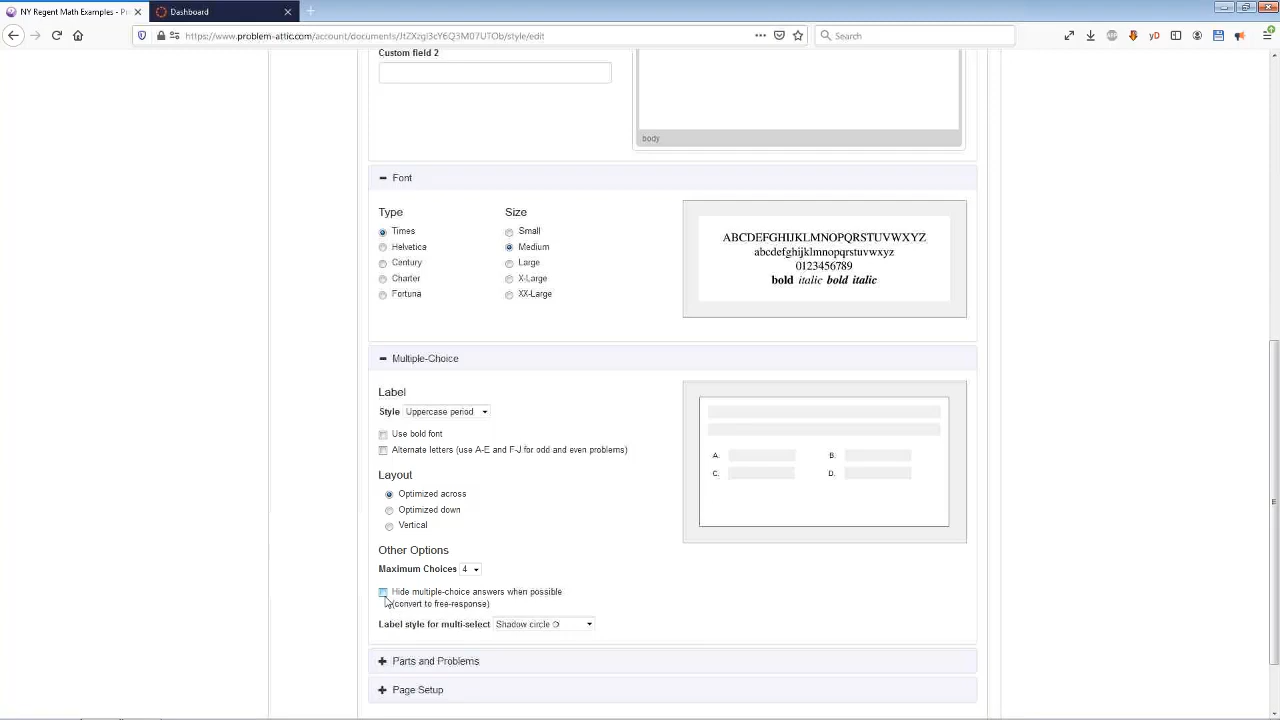 NY Regent Math Examples - Pr
Dashboard
https://www.problem-attic.com/account/documents/JtZXzgi3cY6Q3M07UTOb/style/edit
Search
Custom field 2
body
Font
Type
Size
Times
Small
Helvetica
Medium
Century
Large
Charter
X-Large
Fortuna
XX-Large
ABCDEFGHIJKLMNOPQRSTUVWXYZ
abcdefghijklmnopqrstuvwxyz
0123456789
bold italic bold italic
Multiple-Choice
Label
Style Uppercase period
Use bold font
Alternate letters (use A-E and F-J for odd and even problems)
Layout
Optimized across
Optimized down
Vertical
A. B.
C. D.
Other Options
Maximum Choices 4
Hide multiple-choice answers when possible
(convert to free-response)
Label style for multi-select Shadow circle ❍
Parts and Problems
Page Setup